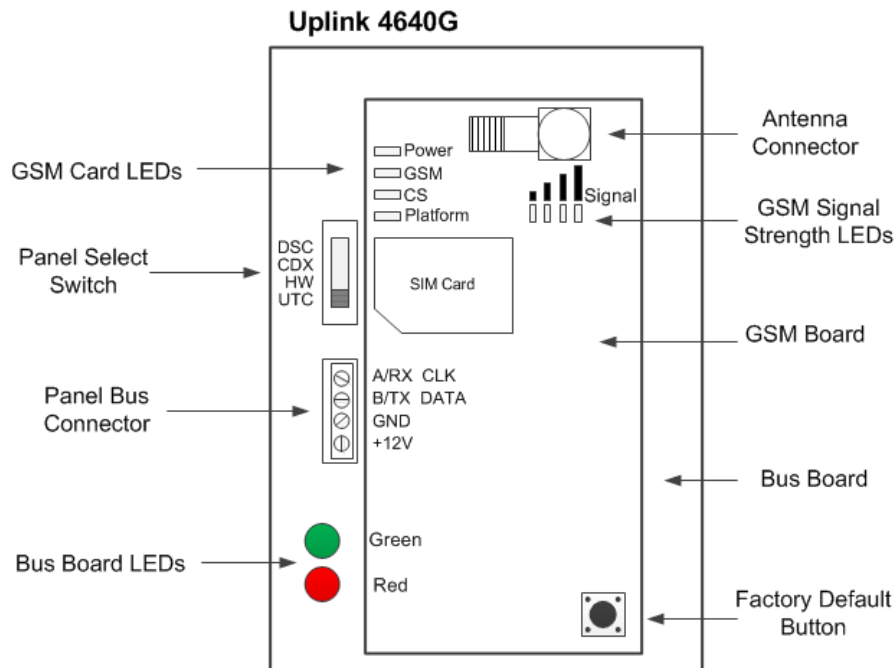 Uplink 4640G
GSM Card LEDs
Panel Select
Switch
Panel Bus
Connector
Bus Board LEDs
Power
GSM
CS
Platform
Signal
DSC
CDX
HW
UTC
SIM Card
A/RX CLK
B/TX DATA
GND
+12V
Green
Red
Antenna
Connector
GSM Signal
Strength LEDs
GSM Board
Bus Board
Factory Default
Button